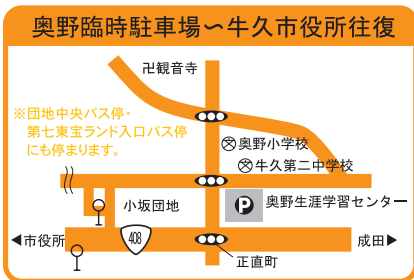 奥野臨時駐車場〜牛久市役所往復
卍観音寺
※団地中央バス停・
第七東宝ランド入口バス停
にも停まります。
奥野小学校
牛久第二中学校
小坂団地
P
奥野生涯学習センター
◀市役所
408
成田▶
正直町